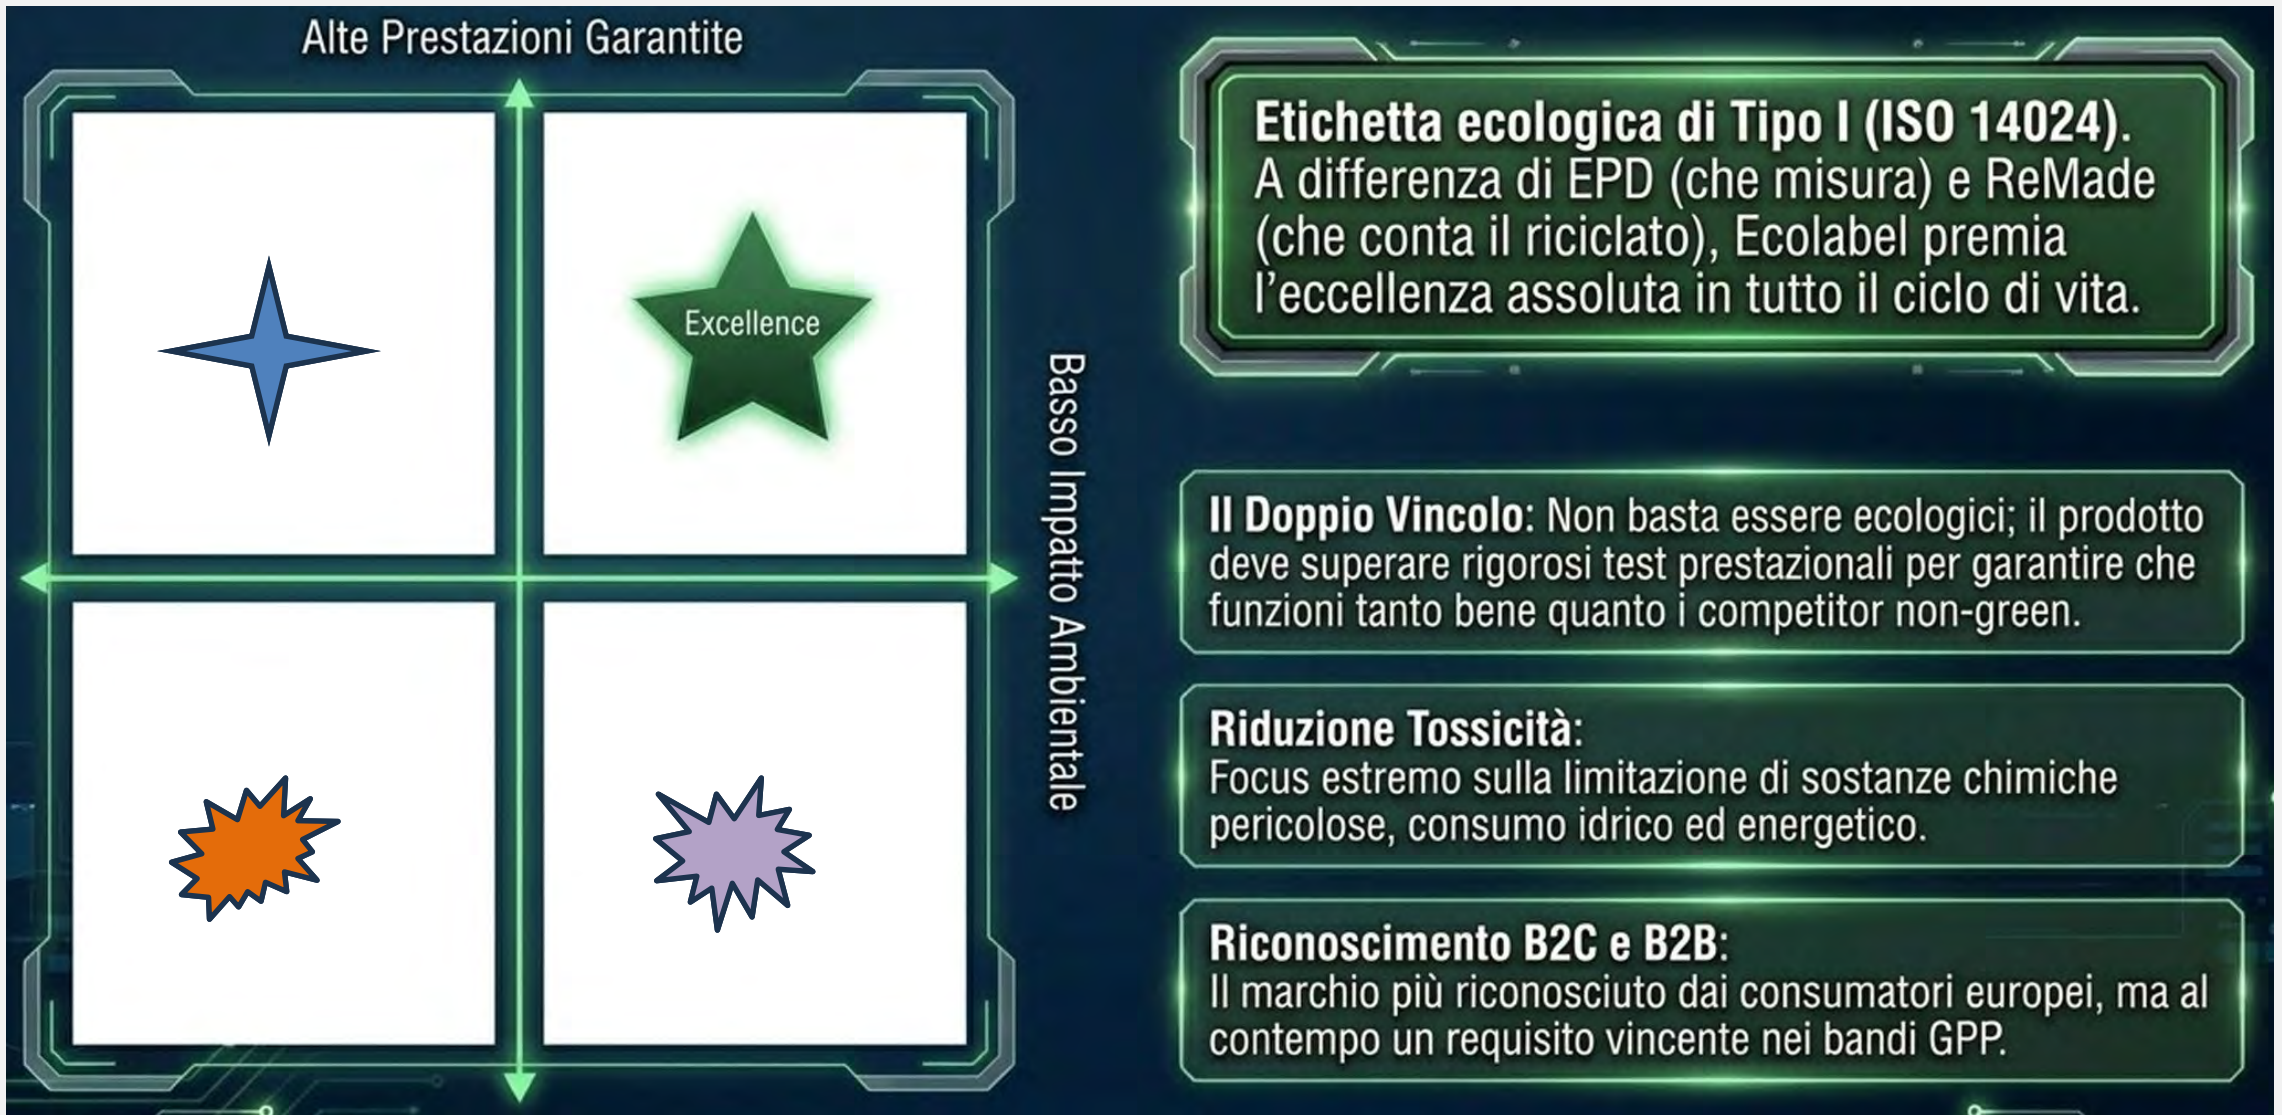 Alte Prestazioni Garantite
Excellence
Basso Impatto Ambientale
Etichetta ecologica di Tipo I (ISO 14024).
A differenza di EPD (che misura) e ReMade
(che conta il riciclato), Ecolabel premia
l'eccellenza assoluta in tutto il ciclo di vita.
Il Doppio Vincolo: Non basta essere ecologici; il prodotto
deve superare rigorosi test prestazionali per garantire che
funzioni tanto bene quanto i competitor non-green.
Riduzione Tossicità:
Focus estremo sulla limitazione di sostanze chimiche
pericolose, consumo idrico ed energetico.
Riconoscimento B2C e B2B:
Il marchio più riconosciuto dai consumatori europei, ma al
contempo un requisito vincente nei bandi GPP.